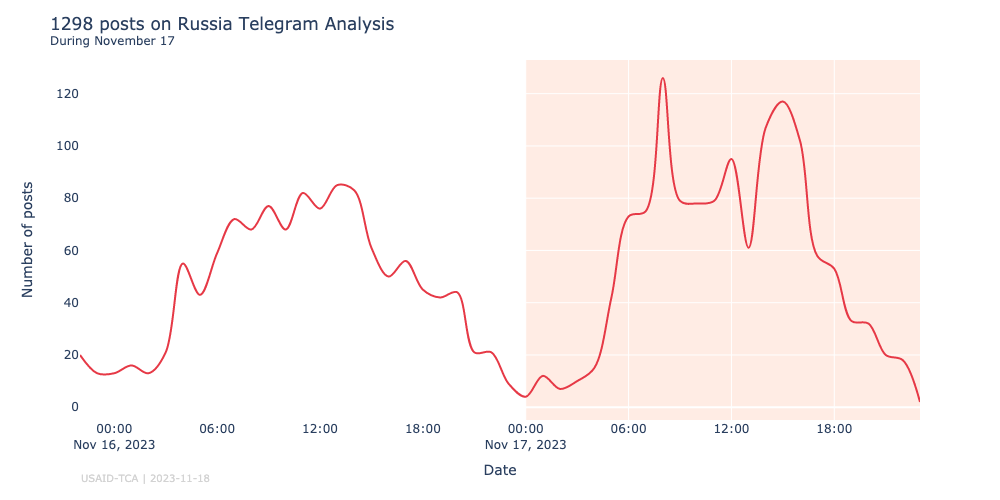 1298 posts on Russia Telegram Analysis
During November 17
Number of posts
120
100
80
60
40
20
0
00:00 06:00 12:00 18:00 00:00 06:00 12:00 18:00
Nov 16, 2023 Nov 17, 2023
Date
USAID-TCA | 2023-11-18